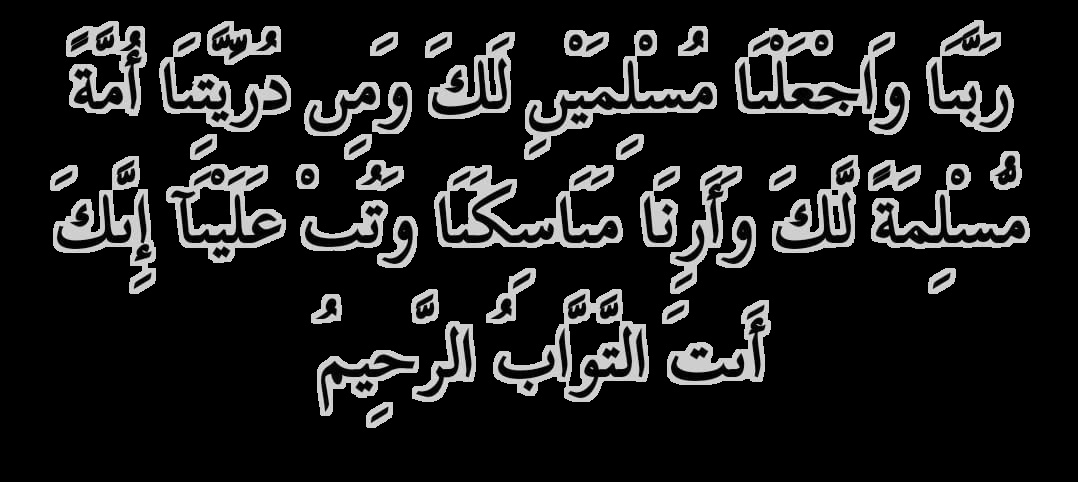 رَبَّنَا وَاجْعَلْنَا مُسْلِمَيْنِ لَكَ وَمِن ذُرِّيَّتِنَا أُمَّةً
مُّسْلِمَةً لَّكَ وَأَرِنَا مَنَاسِكَنَا وَتُبْ عَلَيْنَآ إِنَّكَ
أَنتَ التَّوَّابُ الرَّحِيمُ